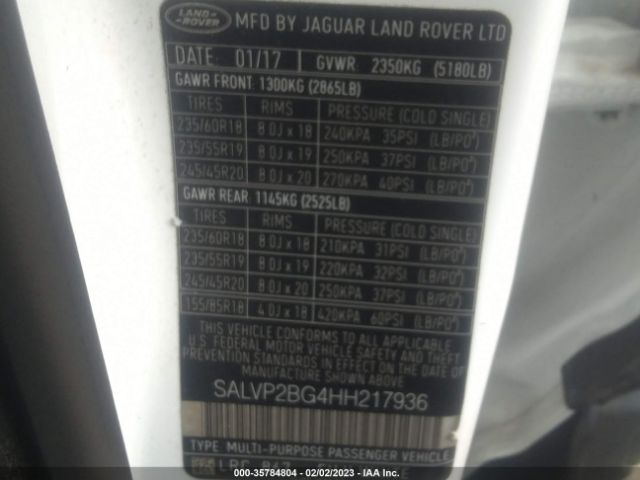 LAND ROVER
MFD BY JAGUAR LAND ROVER LTD
DATE 01/17 GVWR 2350KG (5180LB)
GAWR FRONT 1300KG (2865LB)
TIRES RIMS PRESSURE (COLD SINGLE)
235/60R18 8.0J x 18 240KPA 35PSI (LB/PO²)
235/55R19 8.0J x 19 250KPA 37PSI (LB/PO²)
245/45R20 8.0J x 20 270KPA 40PSI (LB/PO²)
GAWR REAR 1145KG (2525LB)
TIRES RIMS PRESSURE (COLD SINGLE)
235/60R18 8.0J x 18 210KPA 31PSI (LB/PO²)
235/55R19 8.0J x 19 220KPA 32PSI (LB/PO²)
245/45R20 8.0J x 20 250KPA 37PSI (LB/PO²)
155/85R18 4.0J x 18 420KPA 60PSI (LB/PO²)
THIS VEHICLE CONFORMS TO ALL APPLICABLE
U.S. FEDERAL MOTOR VEHICLE SAFETY AND THEFT
PREVENTION STANDARDS IN EFFECT ON THE DATE
OF MANUFACTURE SHOWN ABOVE
SALVP2BG4HH217936
TYPE: MULTI-PURPOSE PASSENGER VEHICLE
LRC
000-35784804 - 02/02/2023 - IAAI.COM